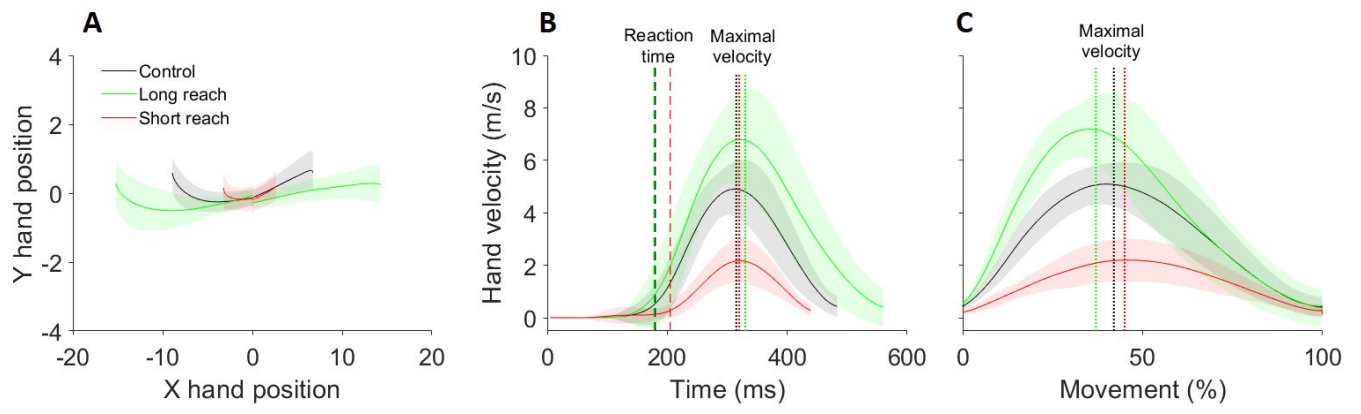 A
4
2
0
-2
-4
Y hand position
Control
Long reach
Short reach
-20
-10
0
10
20
X hand position
B
Reaction
time
Maximal
velocity
10
8
6
4
2
0
Hand velocity (m/s)
0
200
400
600
Time (ms)
C
Maximal
velocity
0
50
100
Movement (%)